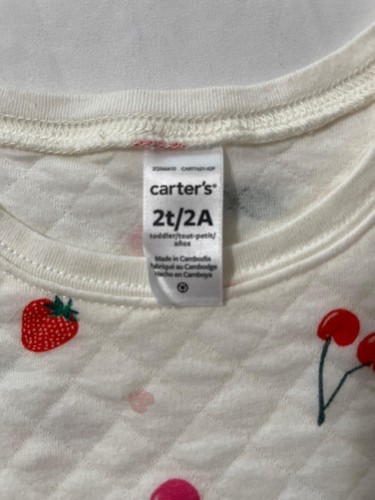 carter's®
2t/2A
toddler/tout-petit/
años
Made in Cambodia
Fabriqué au Cambodge
Hecho en Camboya